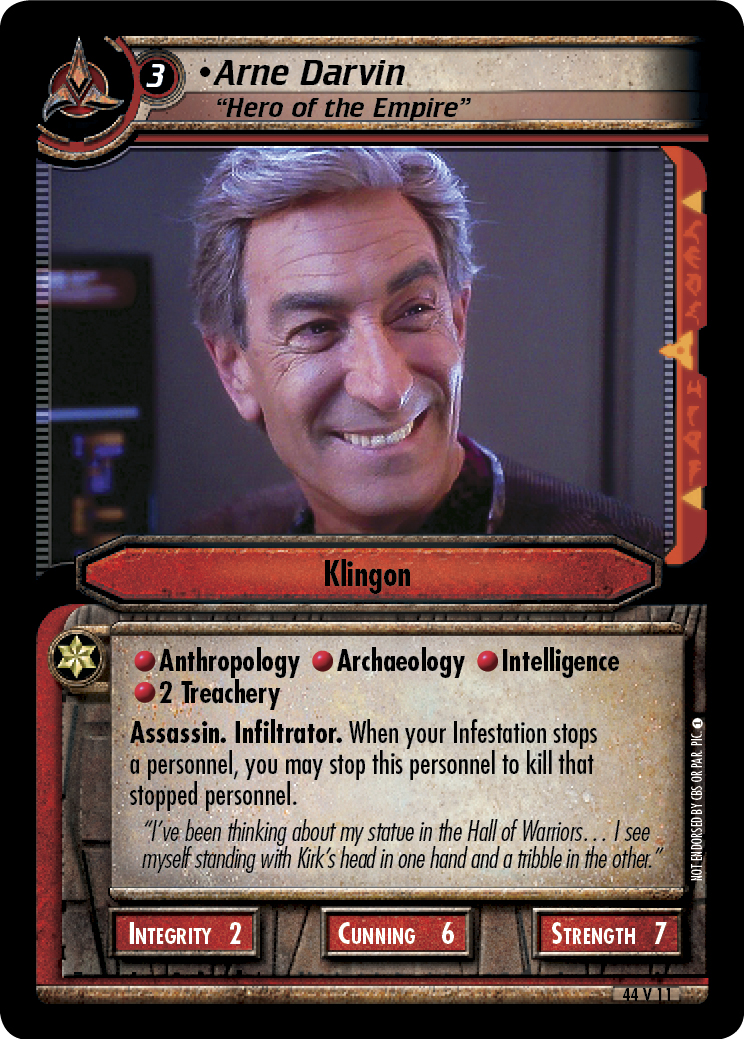 3
•Arne Darvin
“Hero of the Empire”
Klingon
Anthropology Archaeology Intelligence
2 Treachery
Assassin. Infiltrator. When your Infestation stops
a personnel, you may stop this personnel to kill that
stopped personnel.
“I’ve been thinking about my statue in the Hall of Warriors… I see
myself standing with Kirk’s head in one hand and a tribble in the other.”
NOT ENDORSED BY CBS OR PAR. PIC. 1
INTEGRITY 2
CUNNING 6
STRENGTH 7
44 V 11